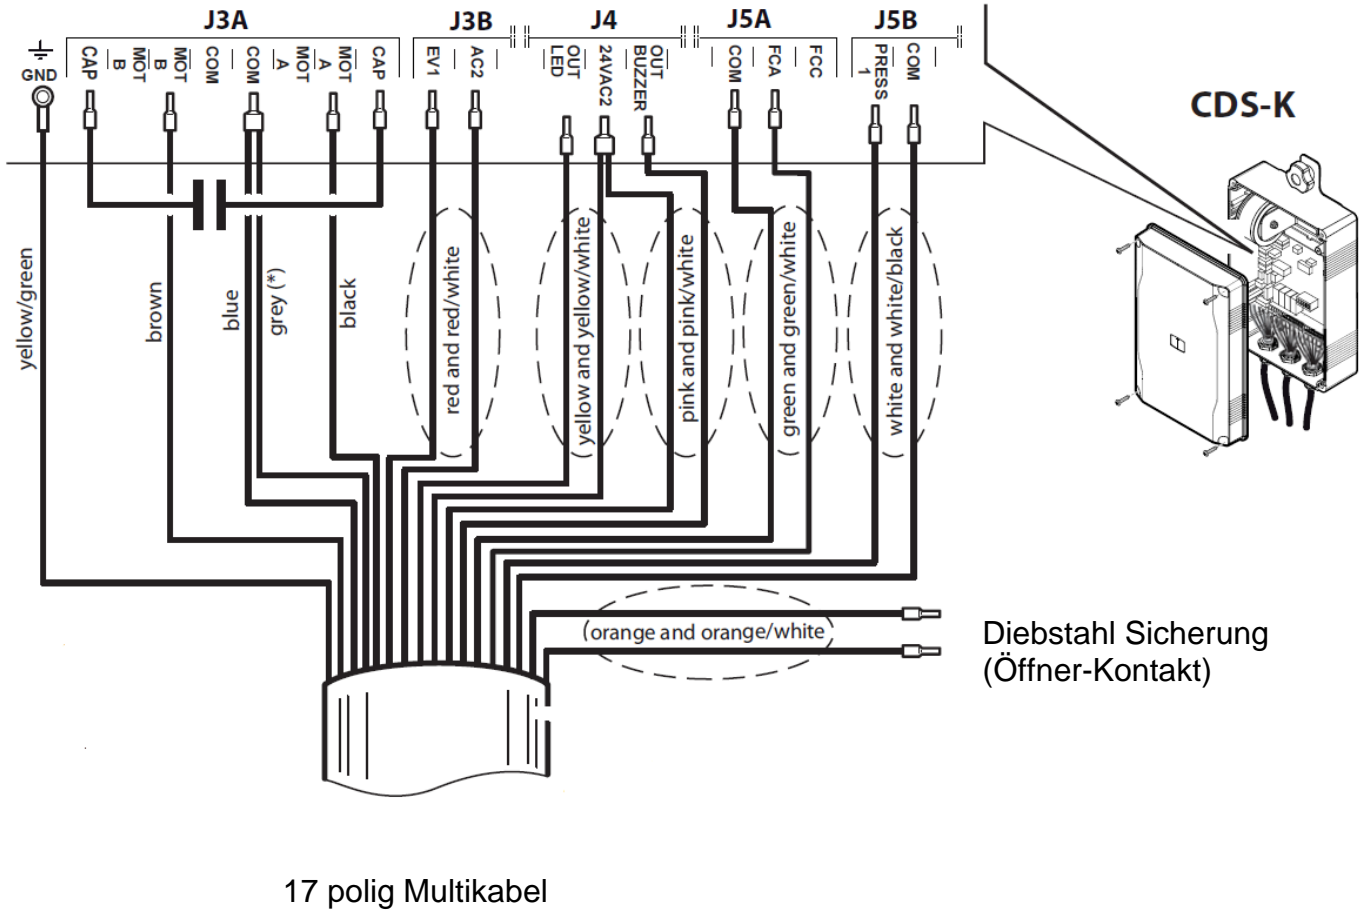 J3A
J3B
J4
J5A
J5B
GND
CAP
MOT B
MOT B
COM
COM
MOT A
MOT A
CAP
EV1
AC2
OUT LED
24VAC2
OUT BUZZER
COM
FCA
FCC
PRESS 1
COM
CDS-K
yellow/green
brown
blue
grey (*)
black
red and red/white
yellow and yellow/white
pink and pink/white
green and green/white
white and white/black
orange and orange/white
Diebstahl Sicherung
(Öffner-Kontakt)
17 polig Multikabel